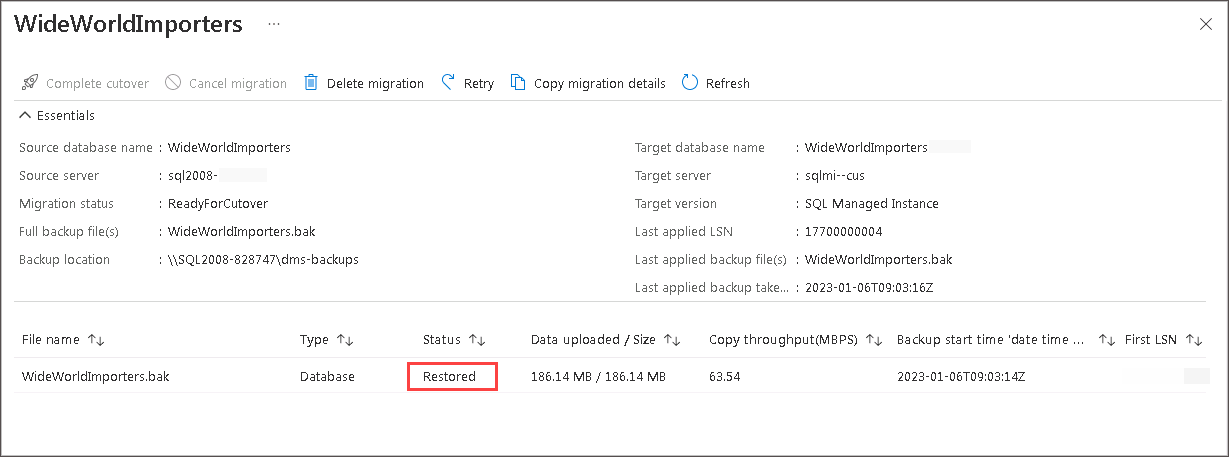 WideWorldImporters ...
Complete cutover Cancel migration Delete migration Retry Copy migration details Refresh
Essentials
Source database name : WideWorldImporters Target database name : WideWorldImporters
Source server : sql2008- Target server : sqlmi--cus
Migration status : ReadyForCutover Target version : SQL Managed Instance
Full backup file(s) : WideWorldImporters.bak Last applied LSN : 17700000004
Backup location : \\SQL2008-828747\dms-backups Last applied backup file(s) : WideWorldImporters.bak
Last applied backup take... : 2023-01-06T09:03:16Z
File name Type Status Data uploaded / Size Copy throughput(MBPS) Backup start time 'date time ... First LSN
WideWorldImporters.bak Database Restored 186.14 MB / 186.14 MB 63.54 2023-01-06T09:03:14Z